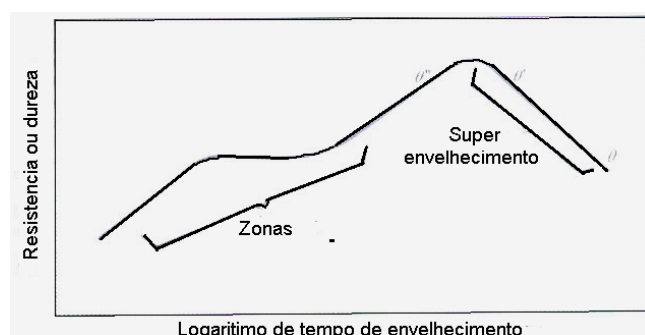 Resistencia ou dureza
θ''
θ'
θ
Super
envelhecimento
Zonas
Logaritimo de tempo de envelhecimento